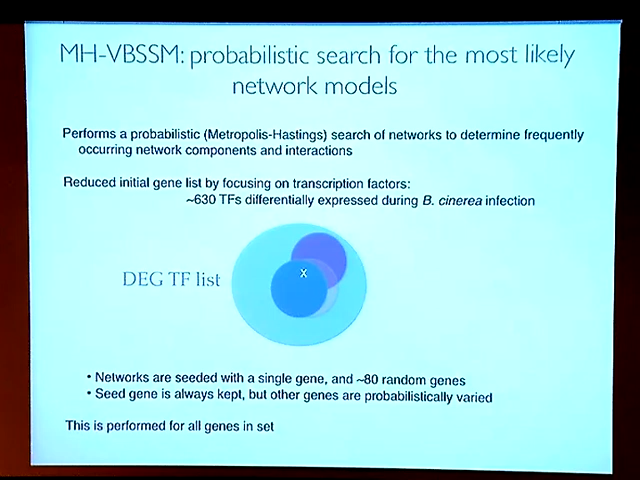 MH-VBSSM: probabilistic search for the most likely
network models
Performs a probabilistic (Metropolis-Hastings) search of networks to determine frequently
occurring network components and interactions
Reduced initial gene list by focusing on transcription factors:
~630 TFs differentially expressed during B. cinerea infection
DEG TF list
X
• Networks are seeded with a single gene, and ~80 random genes
• Seed gene is always kept, but other genes are probabilistically varied
This is performed for all genes in set